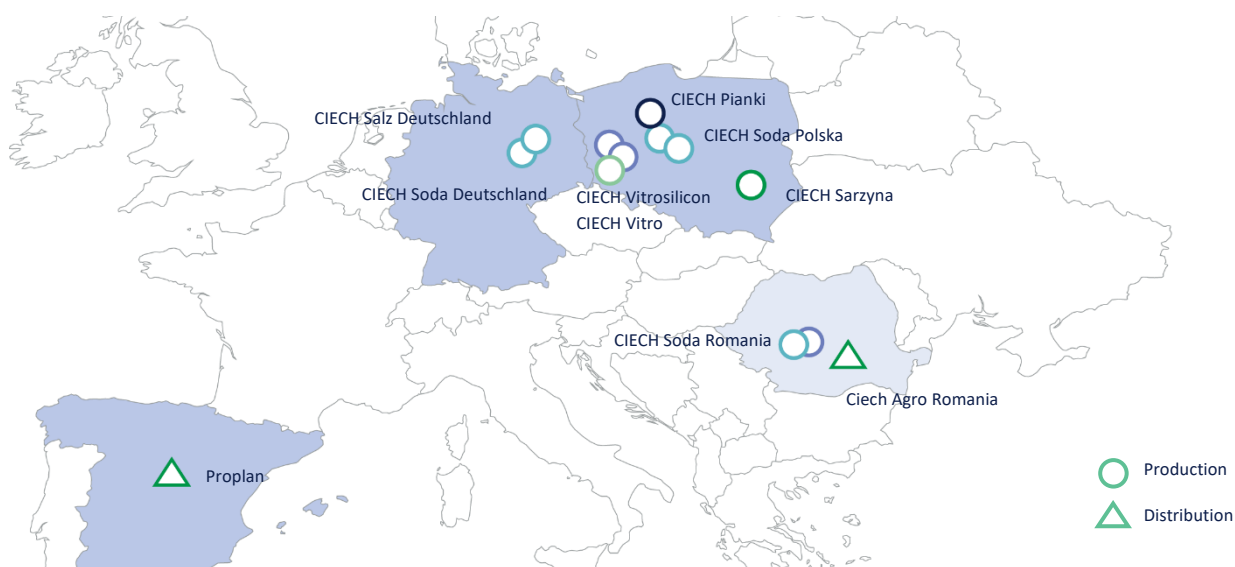 CIECH Pianki
CIECH Salz Deutschland
CIECH Soda Polska
CIECH Soda Deutschland
CIECH Vitrosilicon
CIECH Sarzyna
CIECH Vitro
CIECH Soda Romania
Ciech Agro Romania
Proplan
Production
Distribution